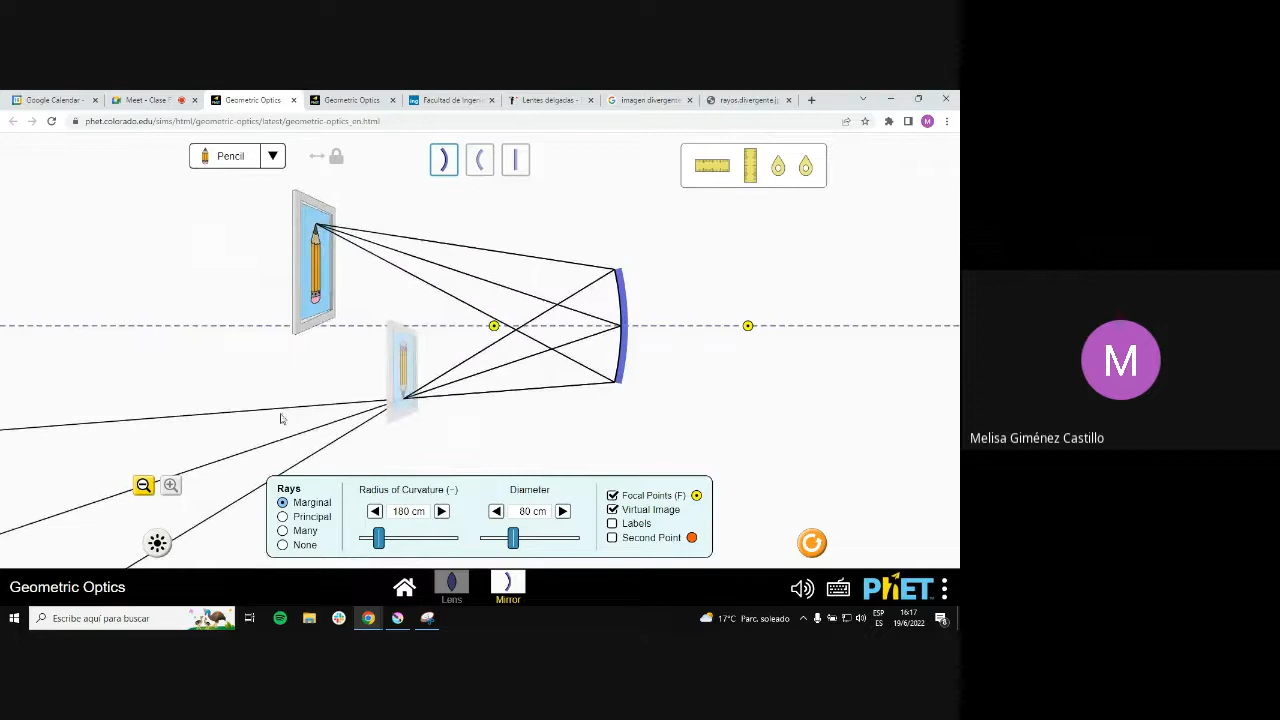 Google Calendar -
Meet - Clase F
Geometric Optics
Geometric Optics
Facultad de Ingenie
Lentes delgadas -
imagen divergente
rayos.divergente.jp
phet.colorado.edu/sims/html/geometric-optics/latest/geometric-optics_en.html
M
Pencil
M
Melisa Giménez Castillo
Rays
Marginal
Principal
Many
None
Radius of Curvature (−)
180 cm
Diameter
80 cm
Focal Points (F)
Virtual Image
Labels
Second Point
Geometric Optics
Lens
Mirror
PhET
Escribe aquí para buscar
17°C Parc. soleado
ESP
ES
16:17
19/6/2022